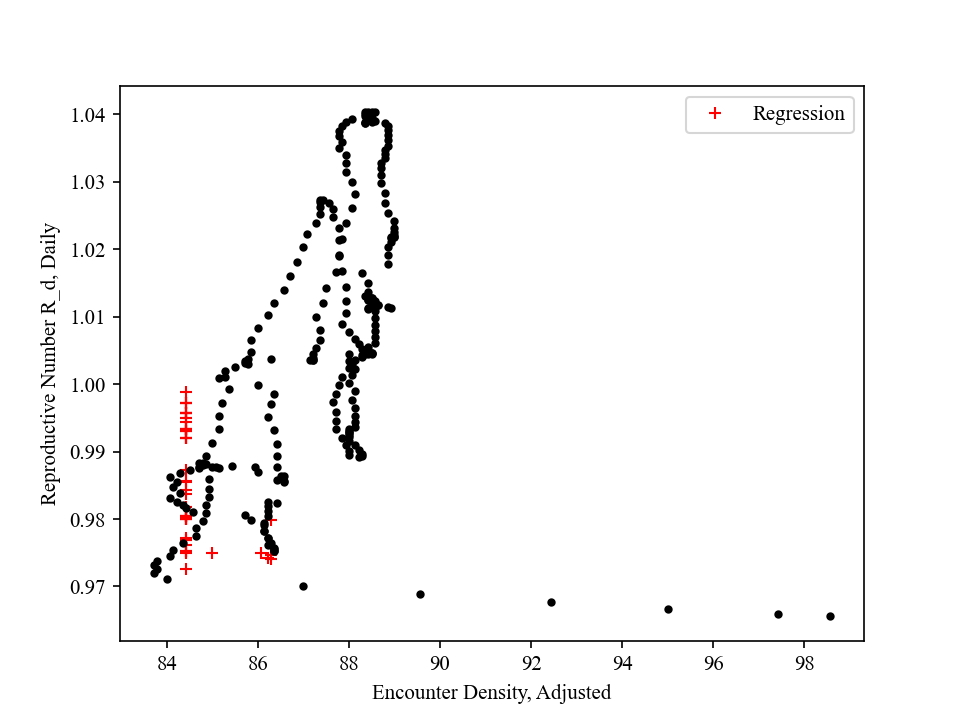 Regression
1.04
1.03
1.02
1.01
1.00
0.99
0.98
0.97
Reproductive Number R_d, Daily
84 86 88 90 92 94 96 98
Encounter Density, Adjusted